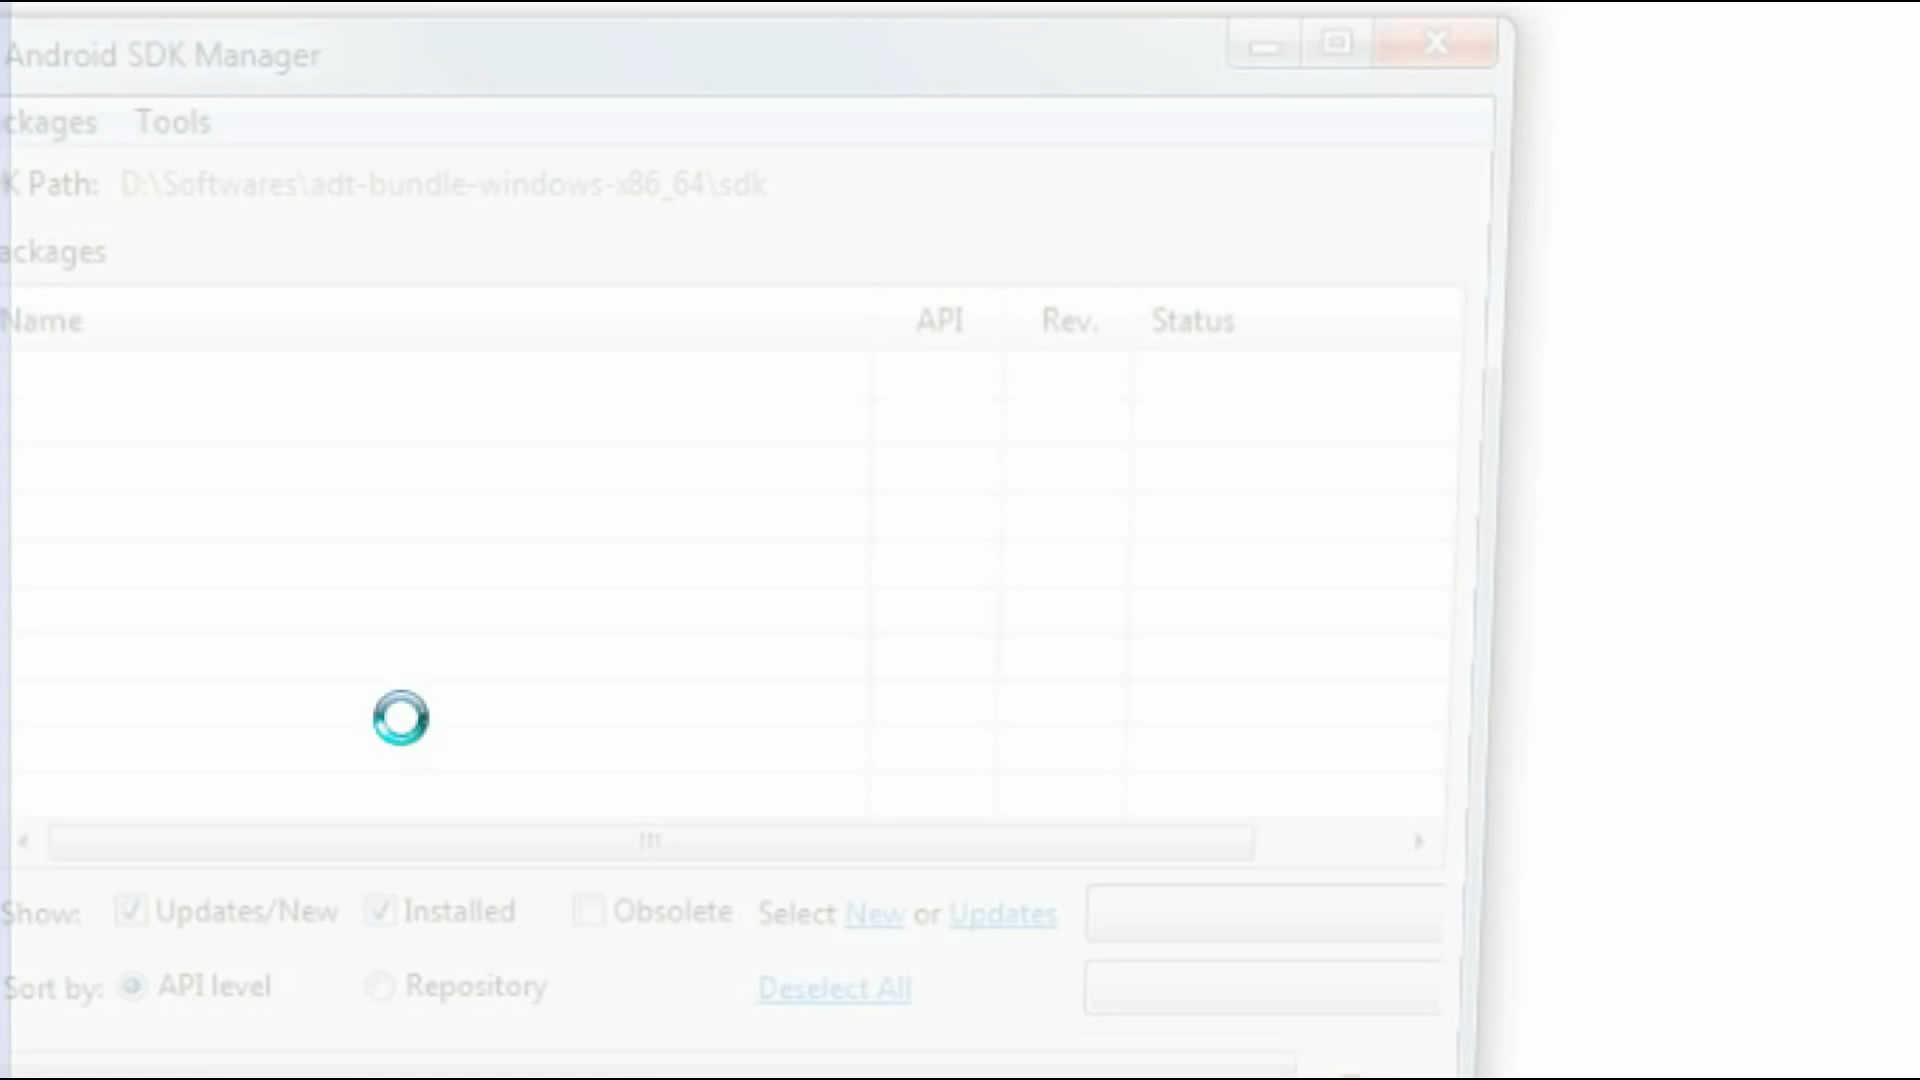 Android SDK Manager
ckages Tools
K Path: D:\Softwares\adt-bundle-windows-x86_64\sdk
ackages
Name API Rev. Status
Show: Updates/New Installed Obsolete Select New or Updates
Sort by: API level Repository Deselect All